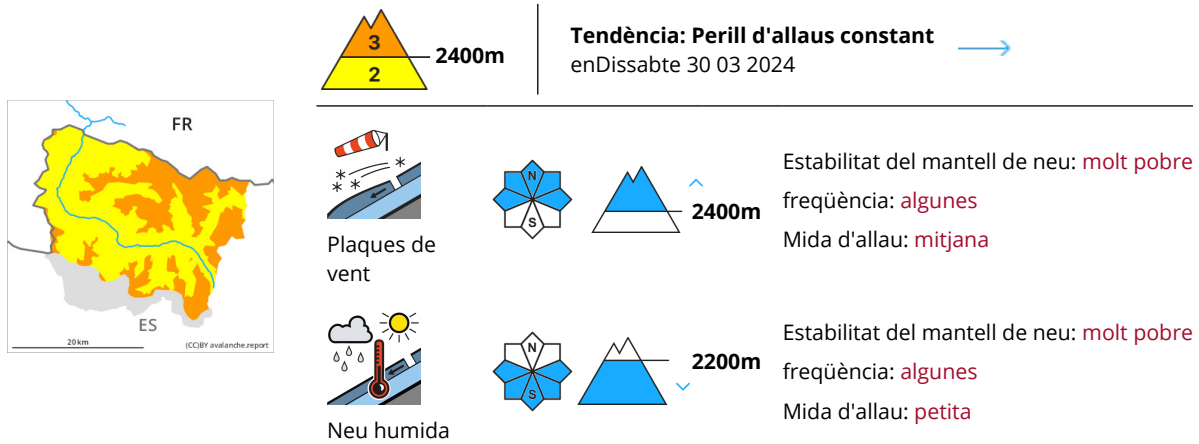 3
2
2400m
Tendència: Perill d'allaus constant
enDissabte 30 03 2024
FR
ES
20 km
(CC)BY avalanche.report
Plaques de
vent
N
S
2400m
Estabilitat del mantell de neu: molt pobre
freqüència: algunes
Mida d'allau: mitjana
Neu humida
N
S
2200m
Estabilitat del mantell de neu: molt pobre
freqüència: algunes
Mida d'allau: petita